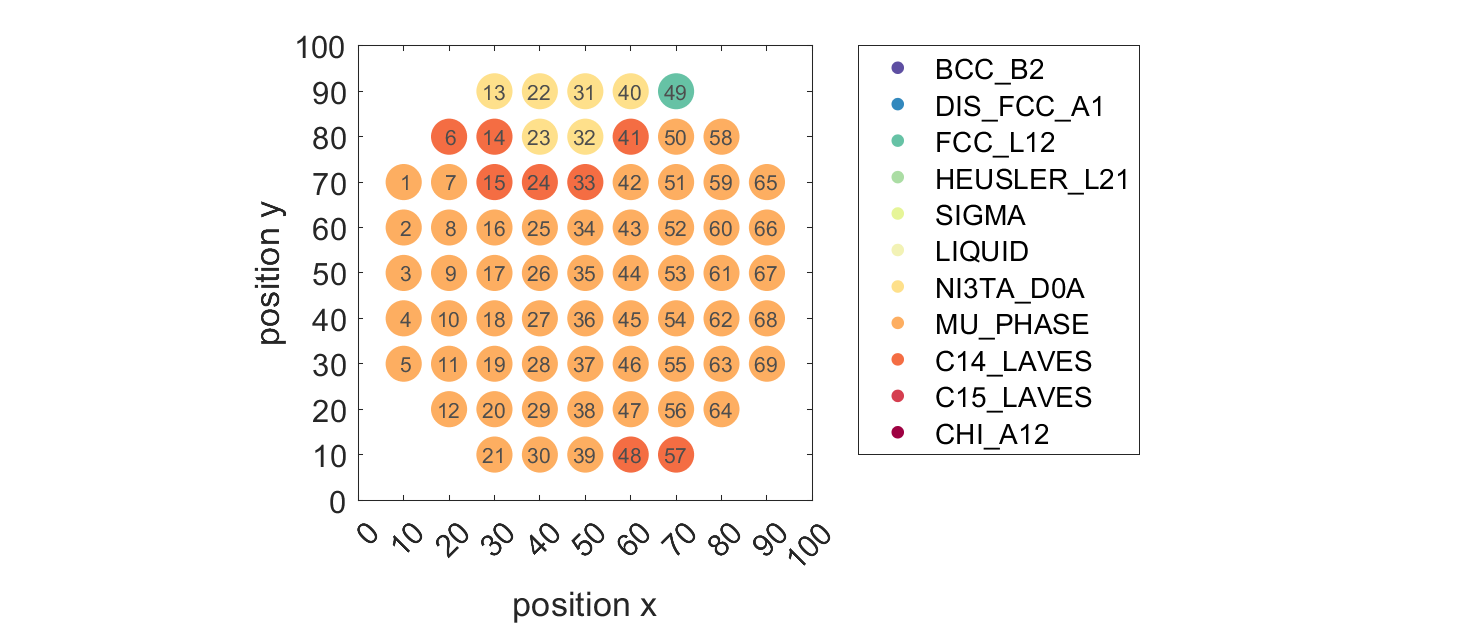 100
90
80
70
60
50
40
30
20
10
0
position y
13 22 31 40 49
6 14 23 32 41 50 58
1 7 15 24 33 42 51 59 65
2 8 16 25 34 43 52 60 66
3 9 17 26 35 44 53 61 67
4 10 18 27 36 45 54 62 68
5 11 19 28 37 46 55 63 69
12 20 29 38 47 56 64
21 30 39 48 57
0 10 20 30 40 50 60 70 80 90 100
position x
BCC_B2
DIS_FCC_A1
FCC_L12
HEUSLER_L21
SIGMA
LIQUID
NI3TA_D0A
MU_PHASE
C14_LAVES
C15_LAVES
CHI_A12